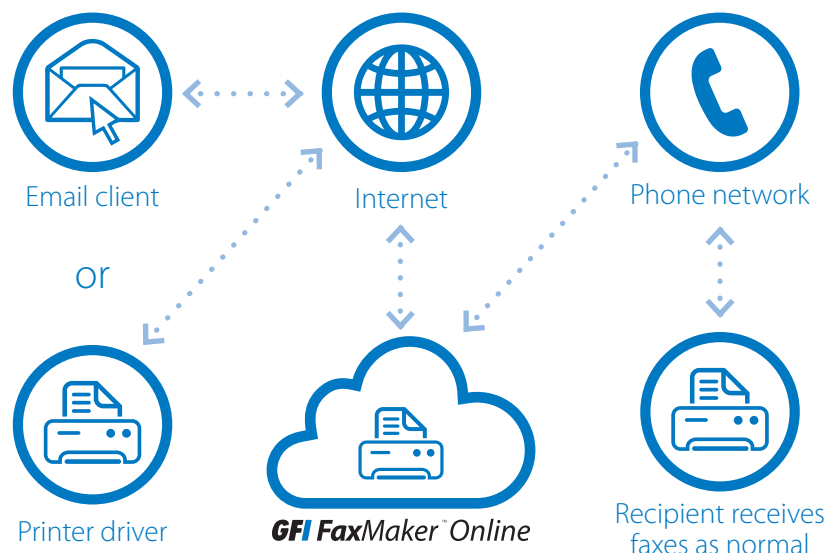 Email client
Internet
Phone network
or
Printer driver
GFI FaxMaker™ Online
Recipient receives
faxes as normal